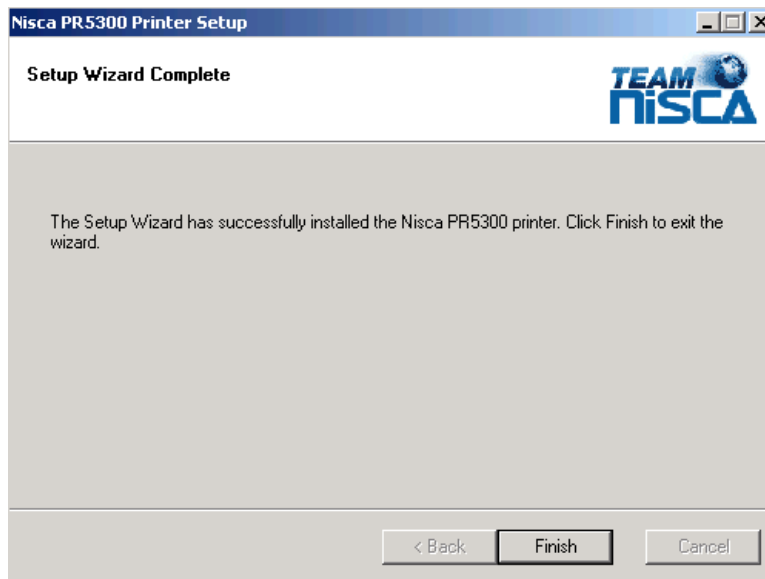 Nisca PR5300 Printer Setup
Setup Wizard Complete
TEAM
NiSCA
The Setup Wizard has successfully installed the Nisca PR5300 printer. Click Finish to exit the
wizard.
< Back Finish Cancel